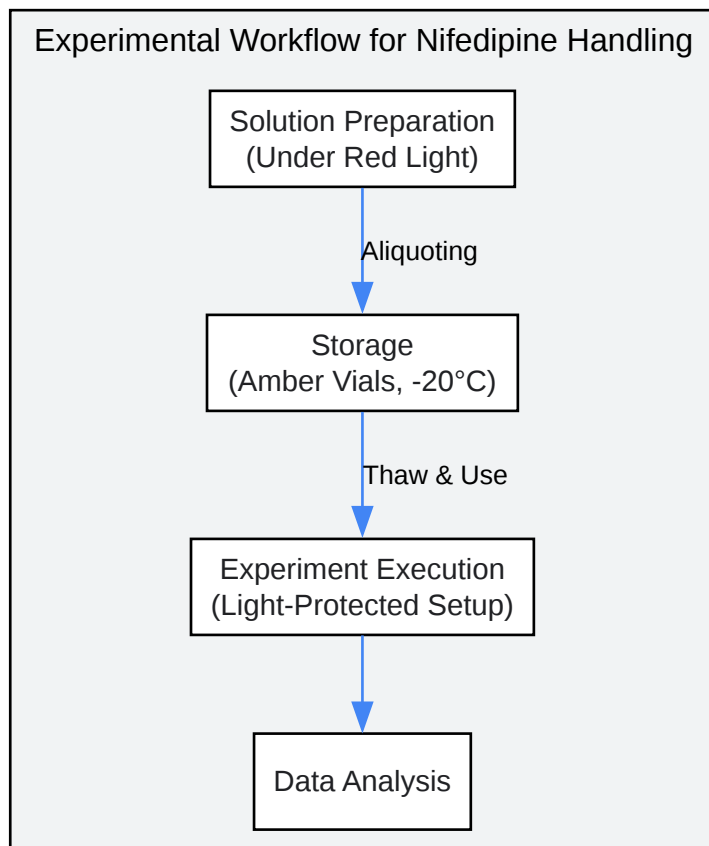 Experimental Workflow for Nifedipine Handling
Solution Preparation
(Under Red Light)
Aliquoting
Storage
(Amber Vials, -20°C)
Thaw & Use
Experiment Execution
(Light-Protected Setup)
Data Analysis